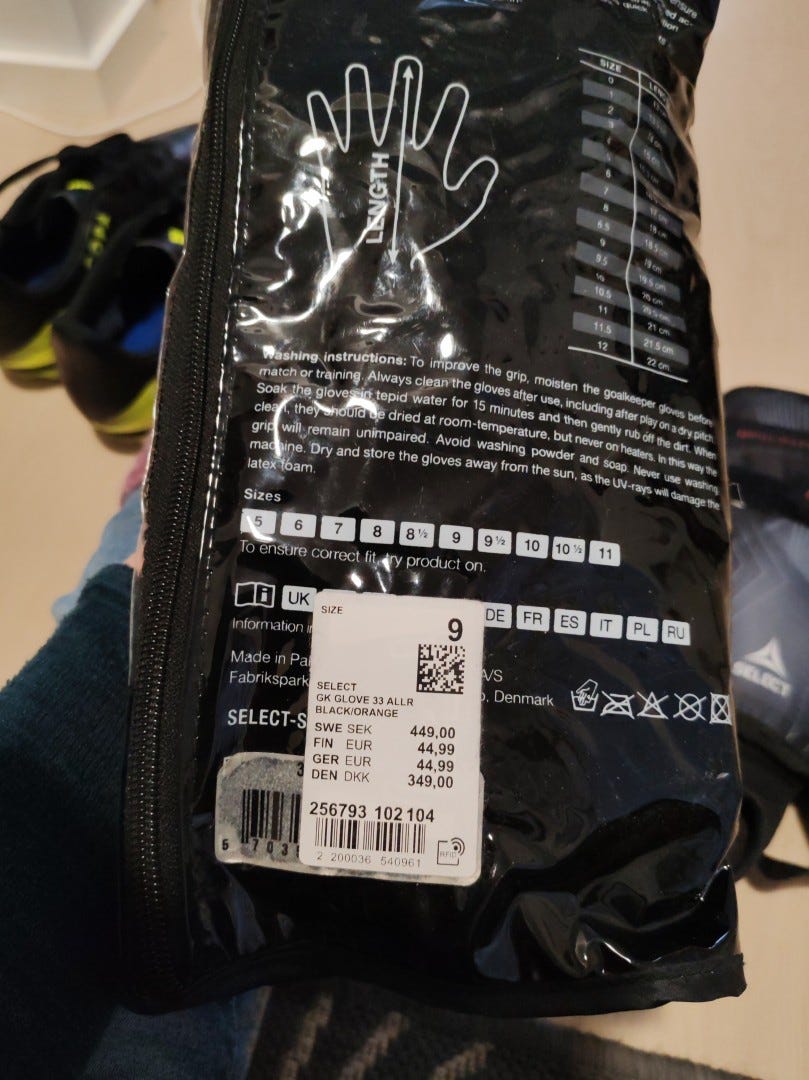 SIZE
0
1
2
3
4
5
6
7
8
8.5
9
9.5
10
10.5
11
11.5
12
17 cm
18 cm
18.5 cm
19 cm
19.5 cm
20 cm
20.5 cm
21 cm
21.5 cm
22 cm
LENGTH
Washing instructions: To improve the grip, moisten the goalkeeper gloves before
match or training. Always clean the gloves after use, including after play on a dry pitch.
Soak the gloves in tepid water for 15 minutes and then gently rub off the dirt. When
clean, they should be dried at room-temperature, but never on heaters. In this way the
grip will remain unimpaired. Avoid washing powder and soap. Never use washing
machine. Dry and store the gloves away from the sun, as the UV-rays will damage the
latex foam.
Sizes
5 6 7 8 8½ 9 9½ 10 10½ 11
To ensure correct fit, try product on.
UK DE FR ES IT PL RU
Information
Made in A/S
Denmark
SELECT-S
SIZE
9
SELECT
GK GLOVE 33 ALLR
BLACK/ORANGE
SWE SEK 449,00
FIN EUR 44,99
GER EUR 44,99
DEN DKK 349,00
256793 102 104
2 200036 540961
RFID
SELECT